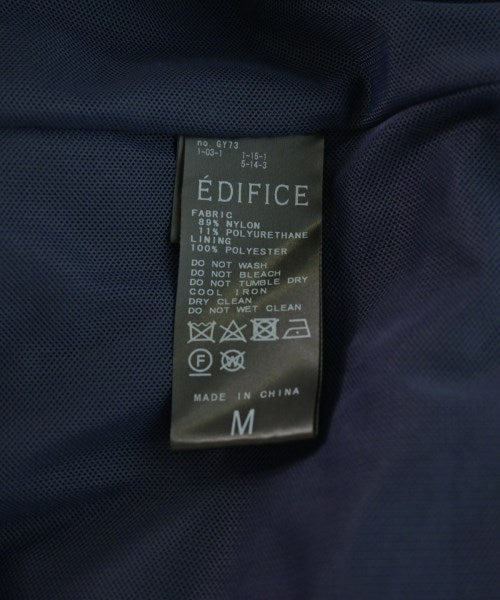 no. GY73
1-03-1 1-15-1
5-14-3
ÉDIFICE
FABRIC
89% NYLON
11% POLYURETHANE
LINING
100% POLYESTER
DO NOT WASH
DO NOT BLEACH
DO NOT TUMBLE DRY
COOL IRON
DRY CLEAN
DO NOT WET CLEAN
F W
MADE IN CHINA
M